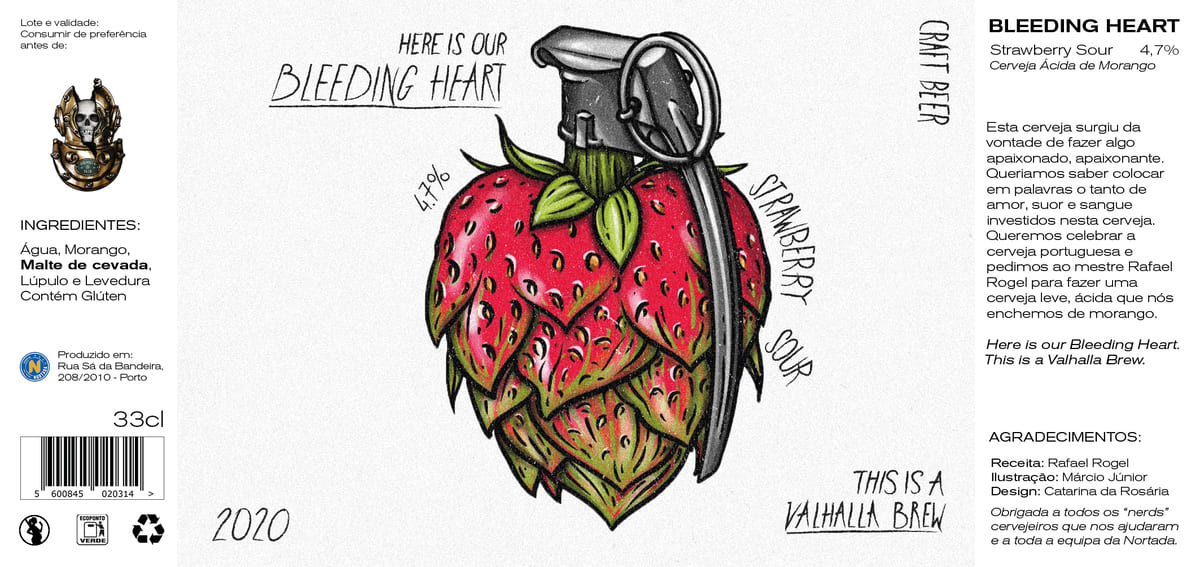 Lote e validade:
Consumir de preferência
antes de:
INGREDIENTES:
Água, Morango,
Malte de cevada,
Lúpulo e Levedura
Contém Glúten
N
Produzido em:
Rua Sá da Bandeira,
208/2010 - Porto
33cl
5 600845 020314 >
ECOPONTO
VERDE
HERE IS OUR
BLEEDING HEART
4.7%
STRAWBERRY SOUR
CRAFT BEER
2020
THIS IS A
VALHALLA BREW
BLEEDING HEART
Strawberry Sour 4,7%
Cerveja Ácida de Morango
Esta cerveja surgiu da
vontade de fazer algo
apaixonado, apaixonante.
Queriamos saber colocar
em palavras o tanto de
amor, suor e sangue
investidos nesta cerveja.
Queremos celebrar a
cerveja portuguesa e
pedimos ao mestre Rafael
Rogel para fazer uma
cerveja leve, ácida que nós
enchemos de morango.
Here is our Bleeding Heart.
This is a Valhalla Brew.
AGRADECIMENTOS:
Receita: Rafael Rogel
Ilustração: Márcio Júnior
Design: Catarina da Rosária
Obrigada a todos os “nerds”
cervejeiros que nos ajudaram
e a toda a equipa da Nortada.